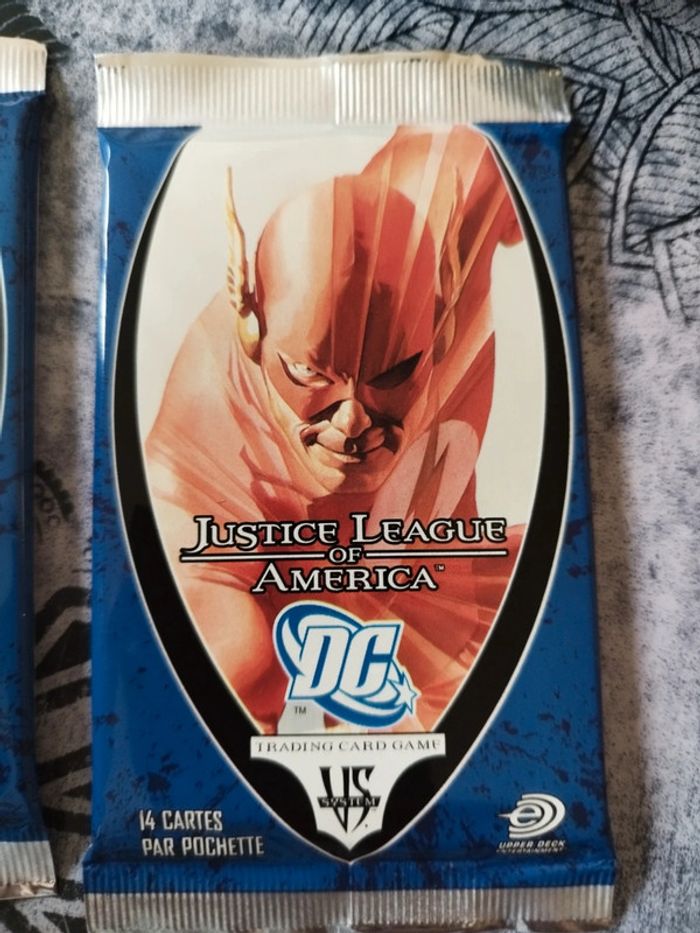 JUSTICE LEAGUE
OF
AMERICA™
DC
TM
TRADING CARD GAME
VS
SYSTEM
14 CARTES
PAR POCHETTE
e
UPPER DECK
ENTERTAINMENT